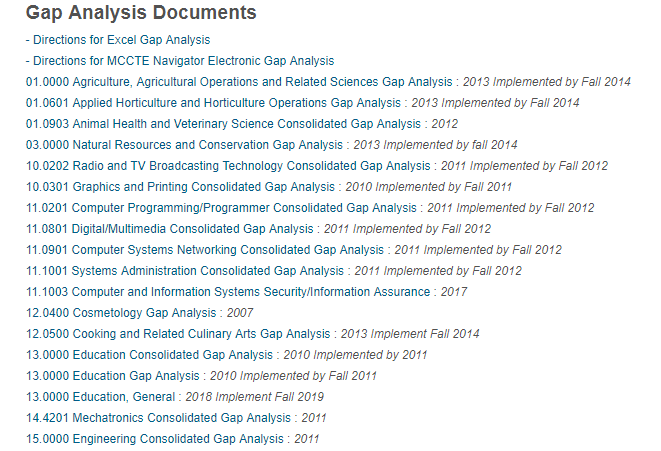 Gap Analysis Documents
- Directions for Excel Gap Analysis
- Directions for MCCTE Navigator Electronic Gap Analysis
01.0000 Agriculture, Agricultural Operations and Related Sciences Gap Analysis : 2013 Implemented by Fall 2014
01.0601 Applied Horticulture and Horticulture Operations Gap Analysis : 2013 Implemented by Fall 2014
01.0903 Animal Health and Veterinary Science Consolidated Gap Analysis : 2012
03.0000 Natural Resources and Conservation Gap Analysis : 2013 Implemented by fall 2014
10.0202 Radio and TV Broadcasting Technology Consolidated Gap Analysis : 2011 Implemented by Fall 2012
10.0301 Graphics and Printing Consolidated Gap Analysis : 2010 Implemented by Fall 2011
11.0201 Computer Programming/Programmer Consolidated Gap Analysis : 2011 Implemented by Fall 2012
11.0801 Digital/Multimedia Consolidated Gap Analysis : 2011 Implemented by Fall 2012
11.0901 Computer Systems Networking Consolidated Gap Analysis : 2011 Implemented by Fall 2012
11.1001 Systems Administration Consolidated Gap Analysis : 2011 Implemented by Fall 2012
11.1003 Computer and Information Systems Security/Information Assurance : 2017
12.0400 Cosmetology Gap Analysis : 2007
12.0500 Cooking and Related Culinary Arts Gap Analysis : 2013 Implement Fall 2014
13.0000 Education Consolidated Gap Analysis : 2010 Implemented by 2011
13.0000 Education Gap Analysis : 2010 Implemented by Fall 2011
13.0000 Education, General : 2018 Implement Fall 2019
14.4201 Mechatronics Consolidated Gap Analysis : 2011
15.0000 Engineering Consolidated Gap Analysis : 2011